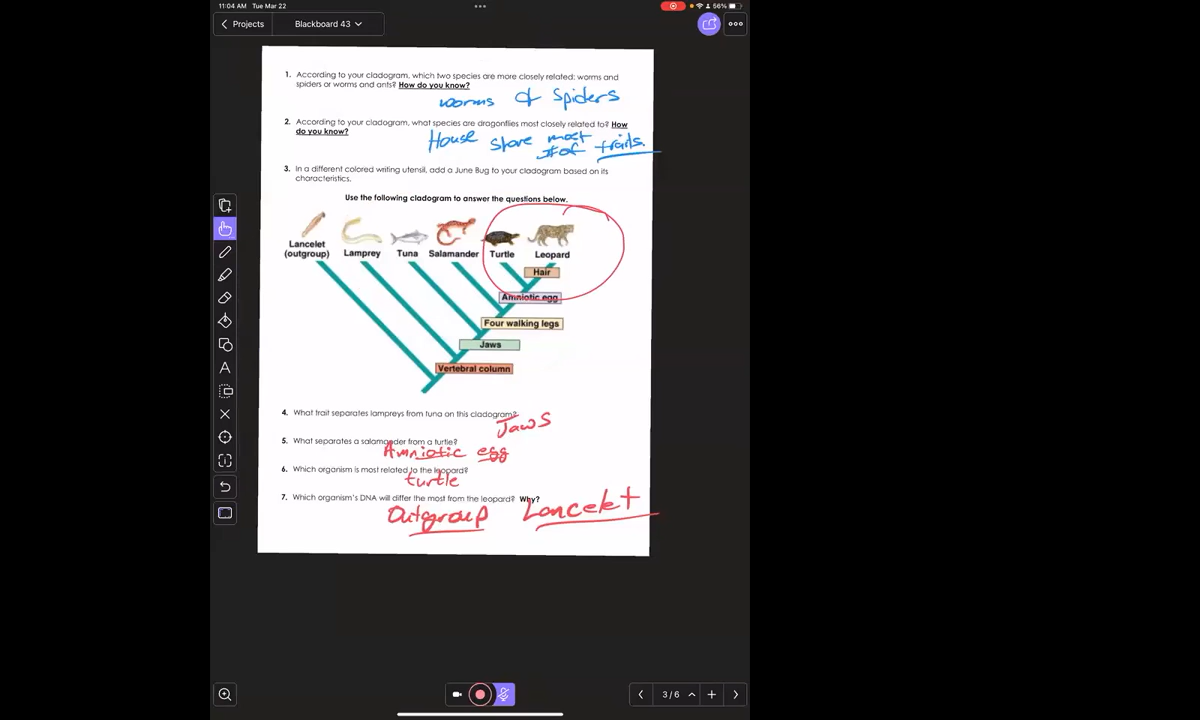 11:04 AM Tue Mar 22
56%
Projects
Blackboard 43
1. According to your cladogram, which two species are more closely related: worms and
spiders or worms and ants? How do you know?
worms & Spiders
2. According to your cladogram, what species are dragonflies most closely related to? How
do you know?
House share most
of traits.
3. In a different colored writing utensil, add a June Bug to your cladogram based on its
characteristics.
Use the following cladogram to answer the questions below.
Lancelet
(outgroup) Lamprey Tuna Salamander Turtle Leopard
Hair
Amniotic egg
Four walking legs
Jaws
Vertebral column
4. What trait separates lampreys from tuna on this cladogram?
Jaws
5. What separates a salamander from a turtle?
Amniotic egg
6. Which organism is most related to the leopard?
turtle
7. Which organism's DNA will differ the most from the leopard? Why?
Outgroup Lancelet
3 / 6